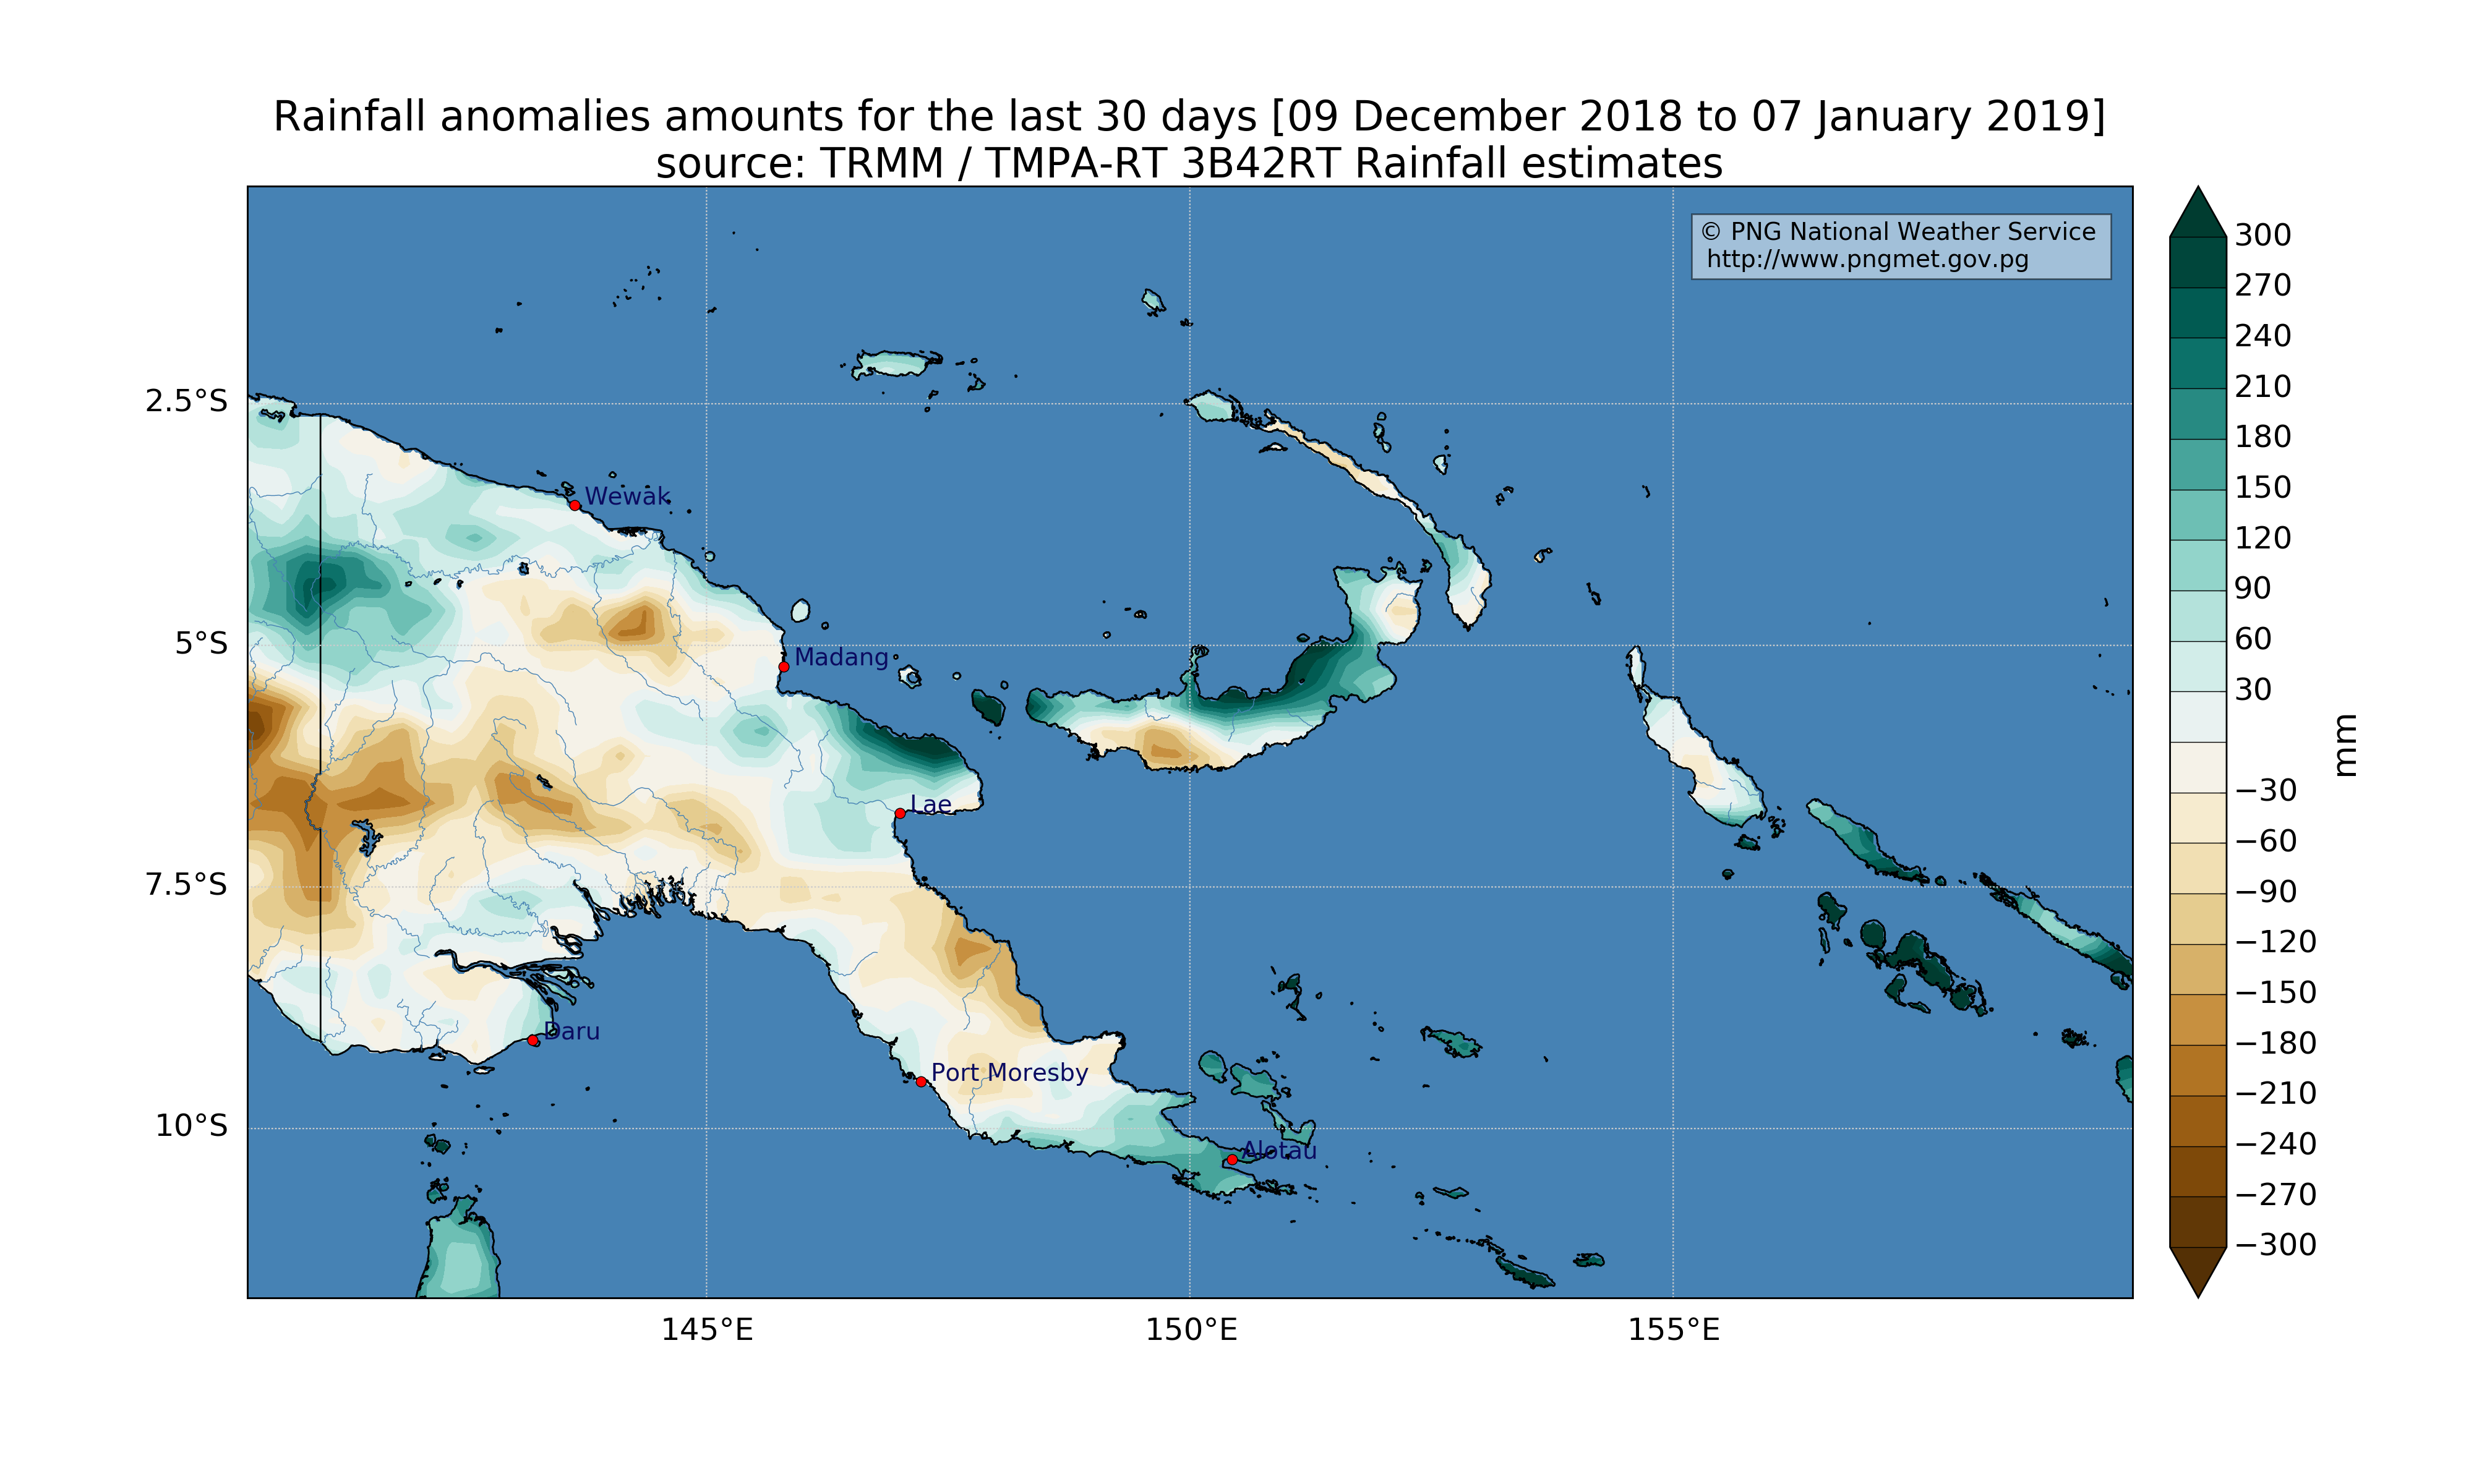 Rainfall anomalies amounts for the last 30 days [09 December 2018 to 07 January 2019]
source: TRMM / TMPA-RT 3B42RT Rainfall estimates
© PNG National Weather Service
http://www.pngmet.gov.pg
2.5°S
5°S
7.5°S
10°S
Wewak
Madang
Lae
Daru
Port Moresby
Alotau
145°E
150°E
155°E
300
270
240
210
180
150
120
90
60
30
−30
−60
−90
−120
−150
−180
−210
−240
−270
−300
mm